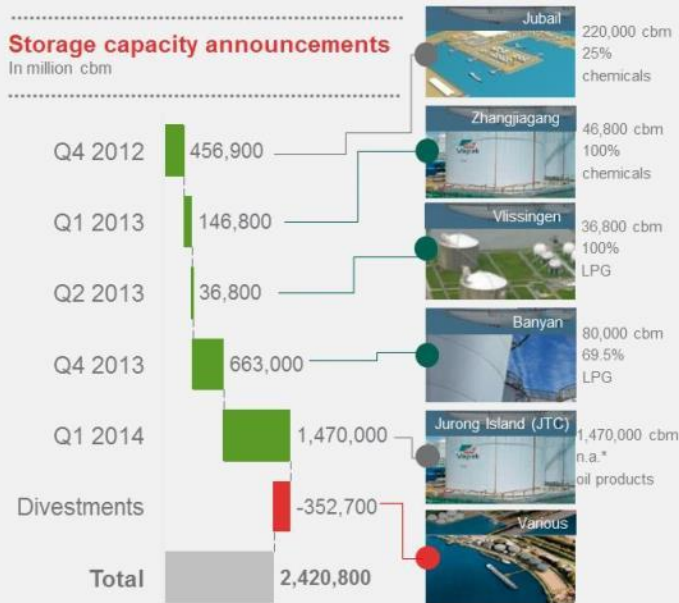 Storage capacity announcements
In million cbm
Q4 2012
456,900
Q1 2013
146,800
Q2 2013
36,800
Q4 2013
663,000
Q1 2014
1,470,000
Divestments
-352,700
Total
2,420,800
Jubail
220,000 cbm
25%
chemicals
Zhangjiagang
46,800 cbm
100%
chemicals
Vlissingen
36,800 cbm
100%
LPG
Banyan
80,000 cbm
69.5%
LPG
Jurong Island (JTC)
1,470,000 cbm
n.a.*
oil products
Various